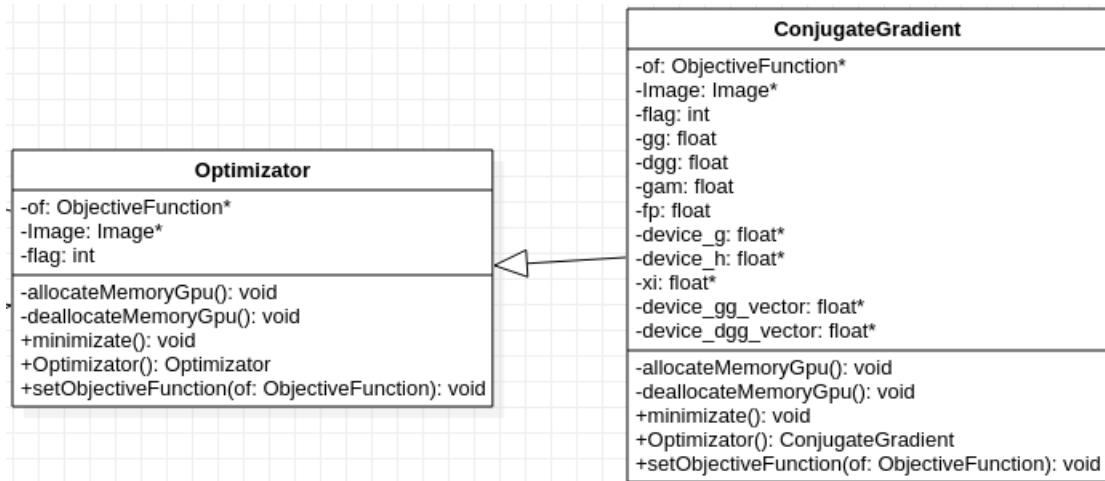 Optimizator
-of: ObjectiveFunction*
-Image: Image*
-flag: int
-allocateMemoryGpu(): void
-deallocateMemoryGpu(): void
+minimizate(): void
+Optimizator(): Optimizator
+setObjectiveFunction(of: ObjectiveFunction): void
ConjugateGradient
-of: ObjectiveFunction*
-Image: Image*
-flag: int
-gg: float
-dgg: float
-gam: float
-fp: float
-device_g: float*
-device_h: float*
-xi: float*
-device_gg_vector: float*
-device_dgg_vector: float*
-allocateMemoryGpu(): void
-deallocateMemoryGpu(): void
+minimizate(): void
+Optimizator(): ConjugateGradient
+setObjectiveFunction(of: ObjectiveFunction): void